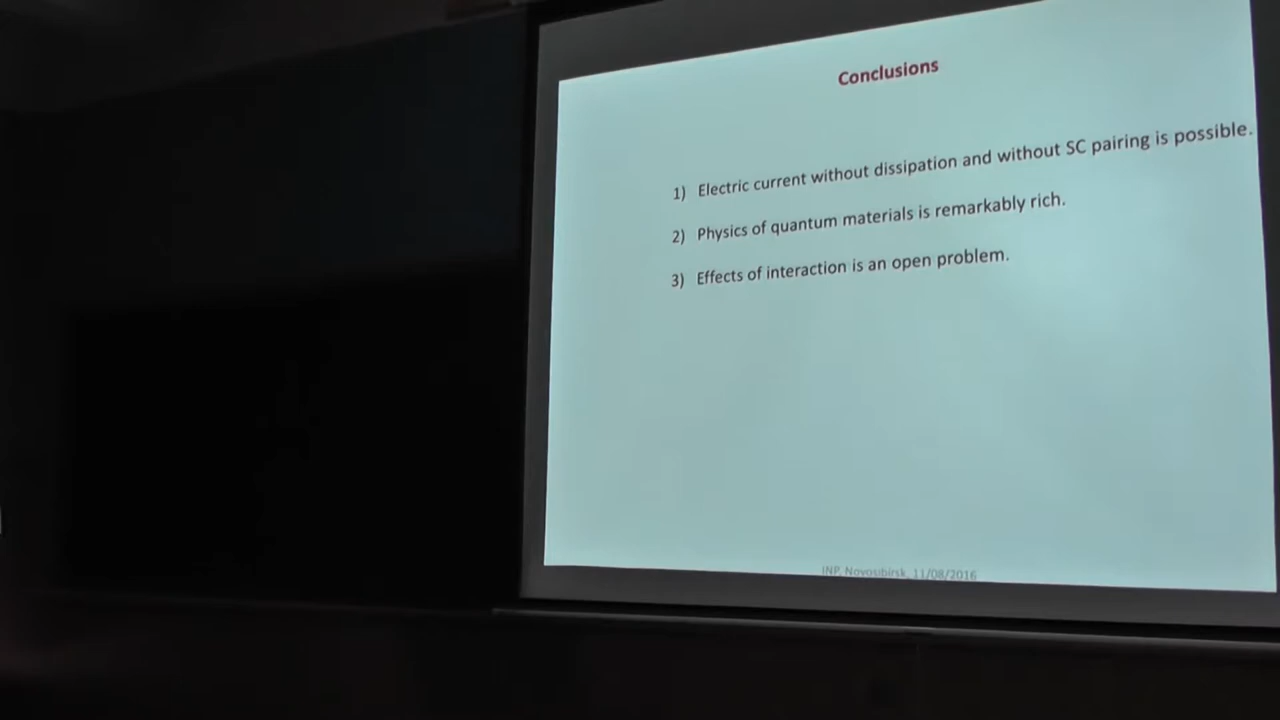 Conclusions
1) Electric current without dissipation and without SC pairing is possible.
2) Physics of quantum materials is remarkably rich.
3) Effects of interaction is an open problem.
INP, Novosibirsk, 11/08/2016